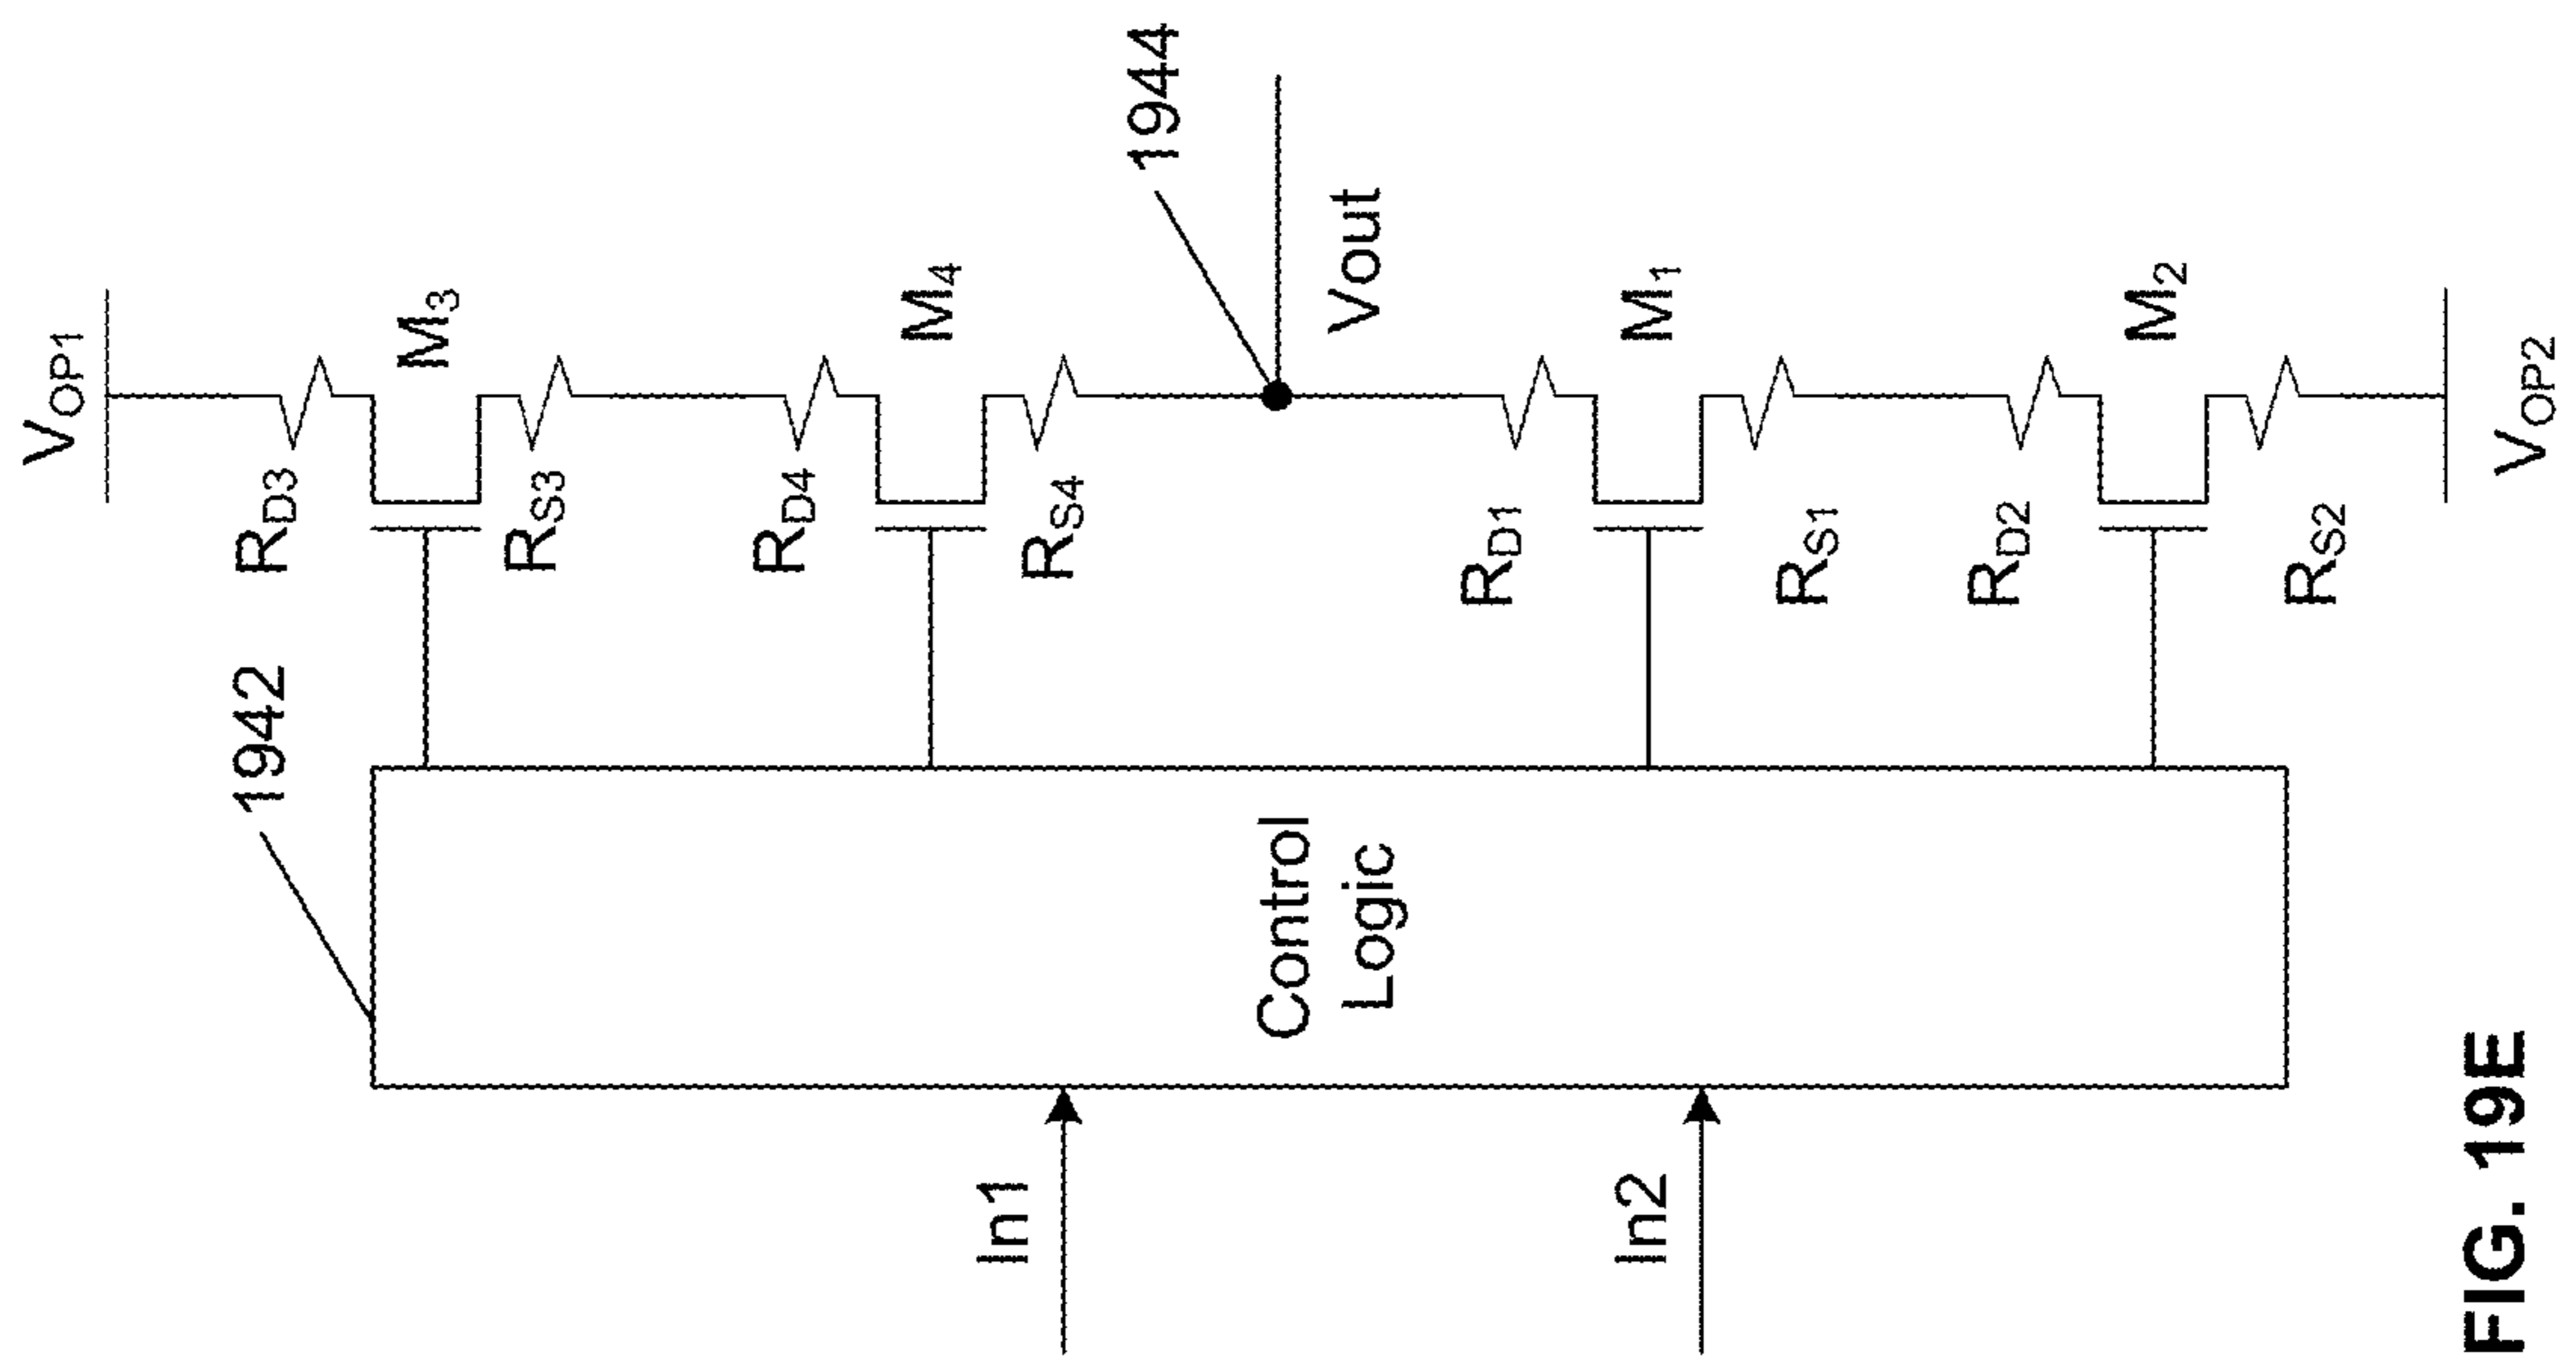 V_OP1
1942
R_D3
M_3
R_S3
R_D4
M_4
R_S4
1944
In1
Control
Logic
Vout
R_D1
M_1
In2
R_S1
R_D2
M_2
R_S2
V_OP2
FIG. 19E